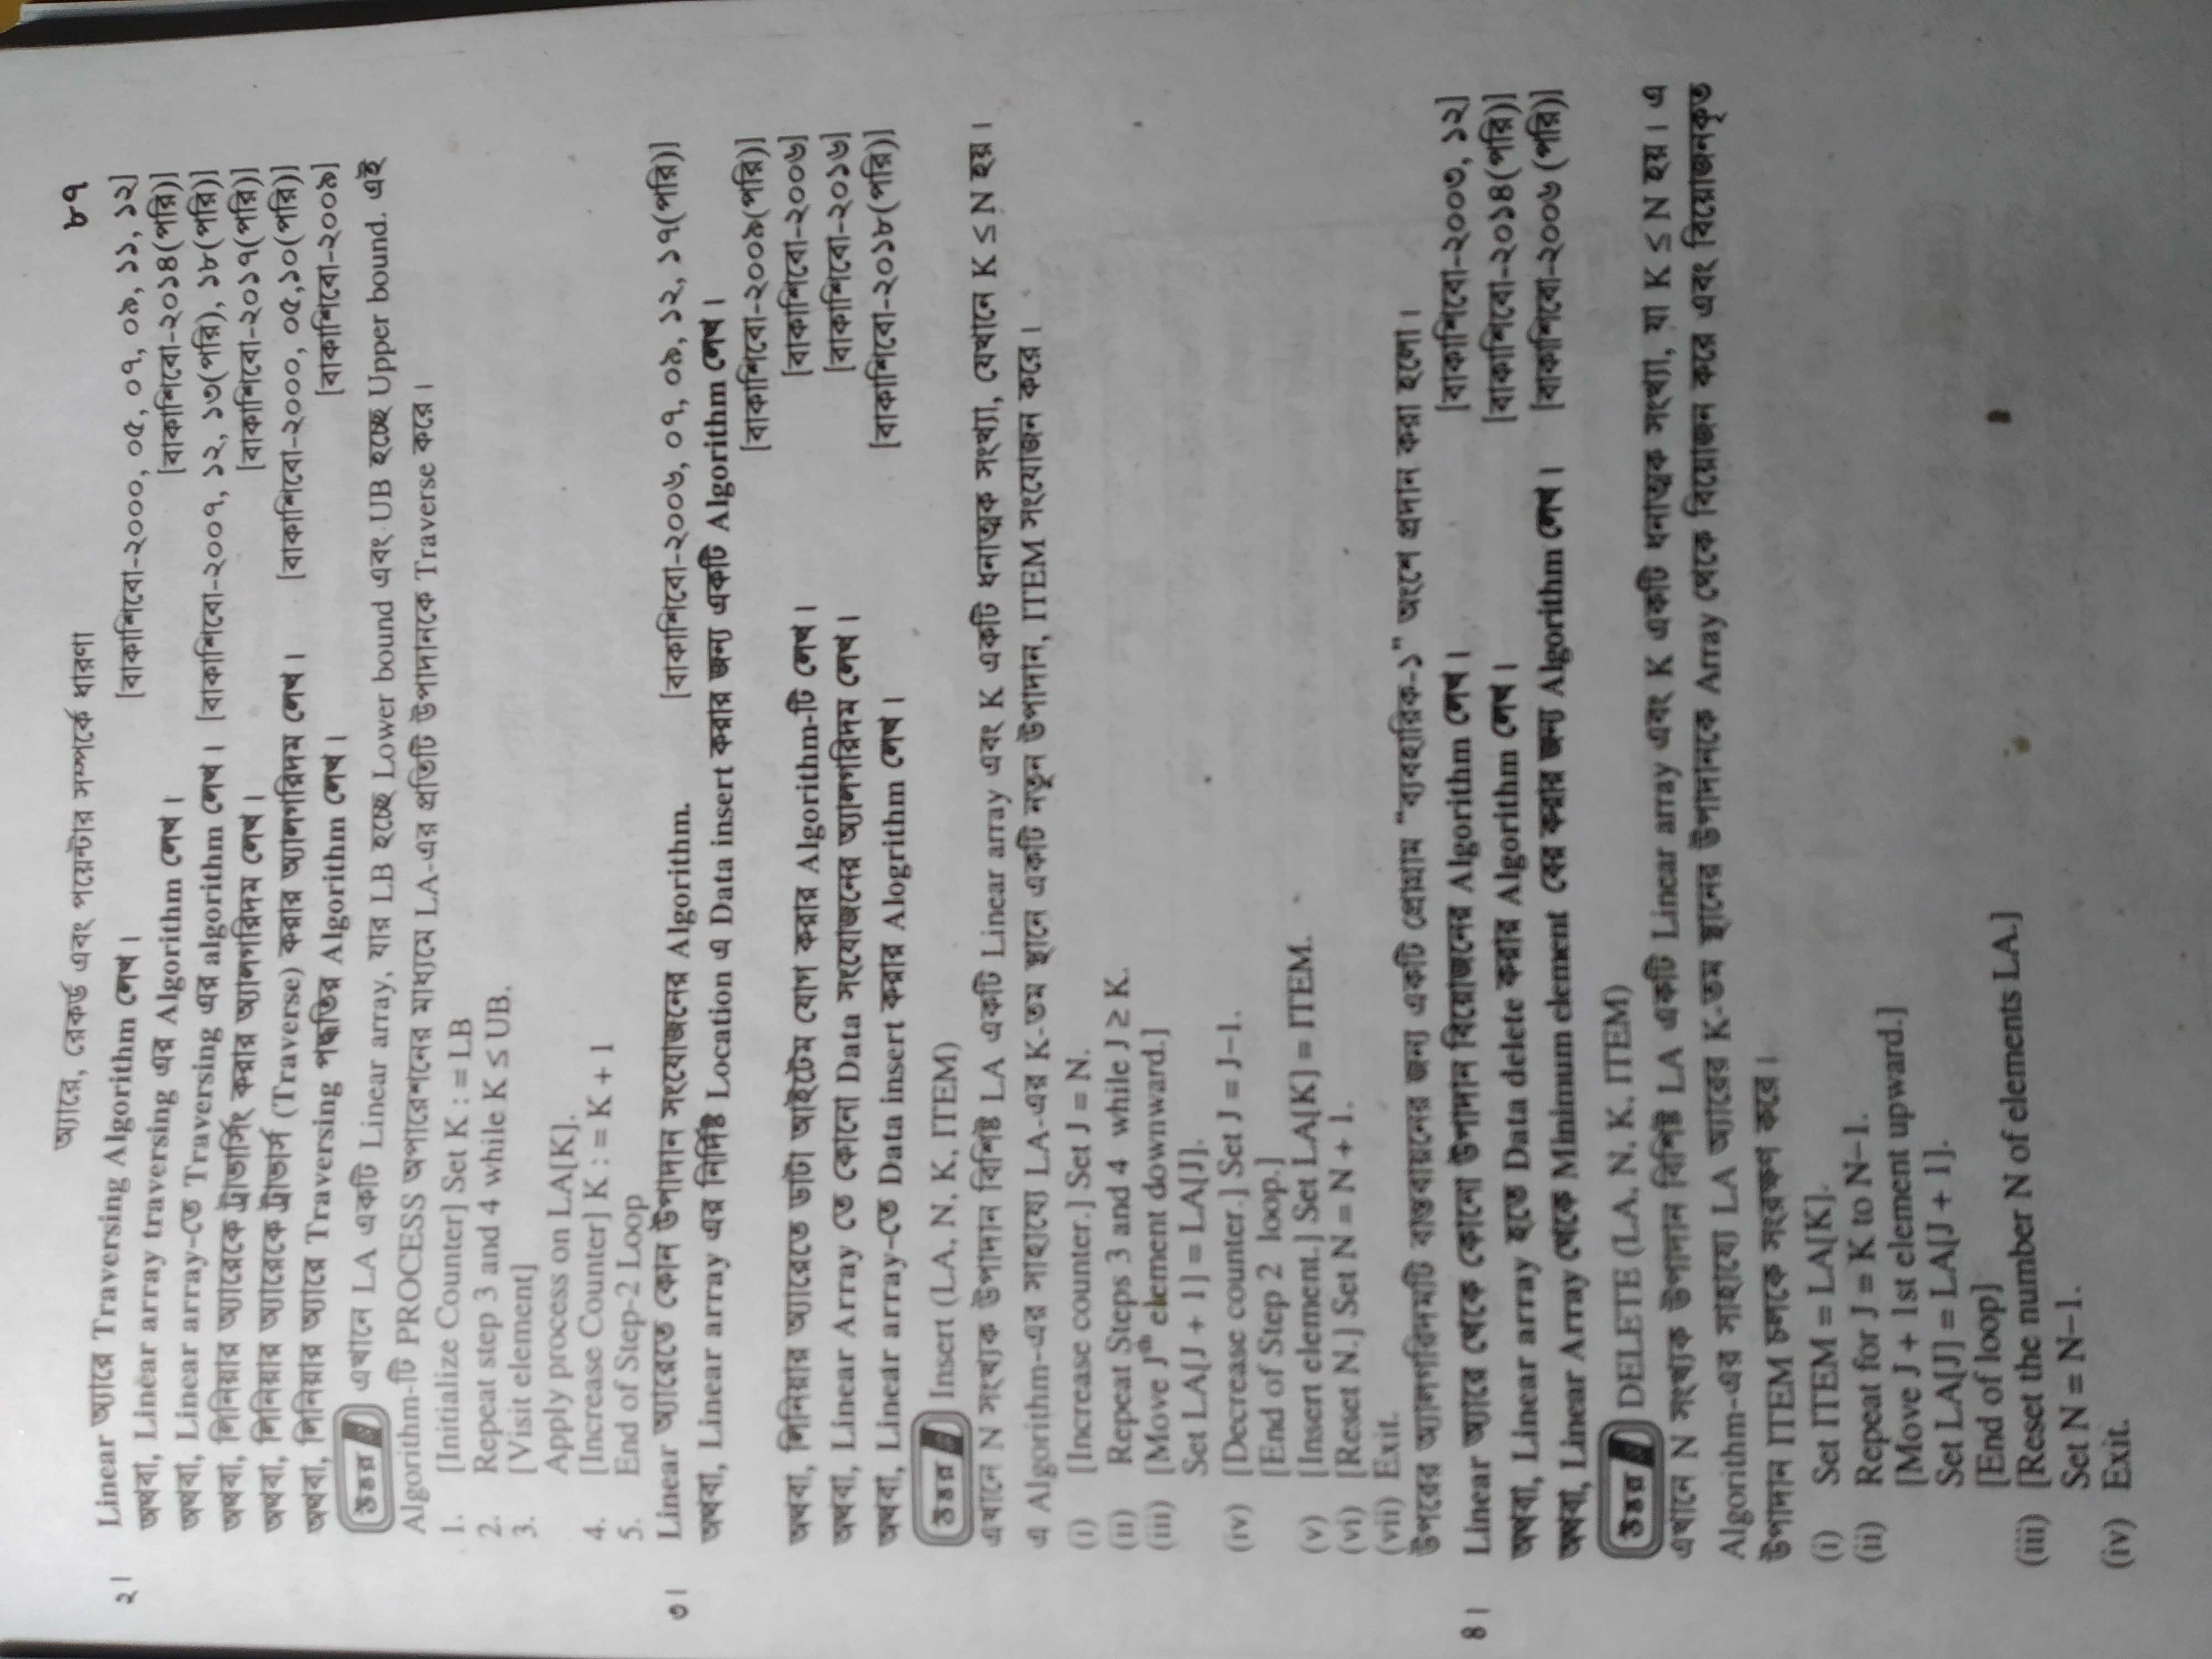 অ্যারে, রেকর্ড এবং পয়েন্টার সম্পর্কে ধারণা ৮৭
২। Linear অ্যারে Traversing Algorithm লেখ। [বাকাশিবো-২০০০, ০৫, ০৭, ০৯, ১১, ১২]
অথবা, Linear array traversing এর Algorithm লেখ। [বাকাশিবো-২০১৪(পরি)]
অথবা, Linear array-তে Traversing এর algorithm লেখ। [বাকাশিবো-২০০৭, ১২, ১৩(পরি), ১৮(পরি)]
অথবা, লিনিয়ার অ্যারেকে ট্রাভার্সিং করার অ্যালগরিদম লেখ। [বাকাশিবো-২০১৭(পরি)]
অথবা, লিনিয়ার অ্যারেকে ট্রাভার্স (Traverse) করার অ্যালগরিদম লেখ। [বাকাশিবো-২০০০, ০৫,১০(পরি)]
অথবা, লিনিয়ার অ্যারে Traversing পদ্ধতির Algorithm লেখ। [বাকাশিবো-২০০৯]
উত্তর এখানে LA একটি Linear array, যার LB হচ্ছে Lower bound এবং UB হচ্ছে Upper bound. এই
Algorithm-টি PROCESS অপারেশনের মাধ্যমে LA-এর প্রতিটি উপাদানকে Traverse করে।
1. [Initialize Counter] Set K : = LB
2. Repeat step 3 and 4 while K ≤ UB.
3. [Visit element]
Apply process on LA[K].
4. [Increase Counter] K : = K + 1
5. End of Step-2 Loop
৩। Linear অ্যারেতে কোন উপাদান সংযোজনের Algorithm. [বাকাশিবো-২০০৬, ০৭, ০৯, ১২, ১৭(পরি)]
অথবা, Linear array এর নির্দিষ্ট Location এ Data insert করার জন্য একটি Algorithm লেখ।
[বাকাশিবো-২০০৯(পরি)]
অথবা, লিনিয়ার অ্যারেতে ডাটা আইটেম যোগ করার Algorithm-টি লেখ। [বাকাশিবো-২০০৬]
অথবা, Linear Array তে কোনো Data সংযোজনের অ্যালগরিদম লেখ। [বাকাশিবো-২০১৬]
অথবা, Linear array-তে Data insert করার Alogrithm লেখ। [বাকাশিবো-২০১৮(পরি)]
উত্তর Insert (LA, N, K, ITEM)
এখানে N সংখ্যক উপাদান বিশিষ্ট LA একটি Linear array এবং K একটি ধনাত্মক সংখ্যা, যেখানে K ≤ N হয়।
এ Algorithm-এর সাহায্যে LA-এর K-তম স্থানে একটি নতুন উপাদান, ITEM সংযোজন করে।
(i) [Increase counter.] Set J = N.
(ii) Repeat Steps 3 and 4 while J ≥ K.
(iii) [Move Jth element downward.]
Set LA[J + 1] = LA[J].
(iv) [Decrease counter.] Set J = J–1.
[End of Step 2 loop.]
(v) [Insert element.] Set LA[K] = ITEM.
(vi) [Reset N.] Set N = N + 1.
(vii) Exit.
উপরের অ্যালগরিদমটি বাস্তবায়নের জন্য একটি প্রোগ্রাম "ব্যবহারিক-১" অংশে প্রদান করা হলো।
৪। Linear অ্যারে থেকে কোনো উপাদান বিয়োজনের Algorithm লেখ। [বাকাশিবো-২০০৩, ১২]
অথবা, Linear array হতে Data delete করার Algorithm লেখ। [বাকাশিবো-২০১৪(পরি)]
অথবা, Linear Array থেকে Minimum element বের করার জন্য Algorithm লেখ। [বাকাশিবো-২০০৬ (পরি)]
উত্তর DELETE (LA, N, K, ITEM)
এখানে N সংখ্যক উপাদান বিশিষ্ট LA একটি Linear array এবং K একটি ধনাত্মক সংখ্যা, যা K ≤ N হয়। এ
Algorithm-এর সাহায্যে LA অ্যারের K-তম স্থানের উপাদানকে Array থেকে বিয়োজন করে এবং বিয়োজনকৃত
উপাদান ITEM চলকে সংরক্ষণ করে।
(i) Set ITEM = LA[K].
(ii) Repeat for J = K to N–1.
[Move J + 1st element upward.]
Set LA[J] = LA[J + 1].
[End of loop]
(iii) [Reset the number N of elements LA.]
Set N = N–1.
(iv) Exit.